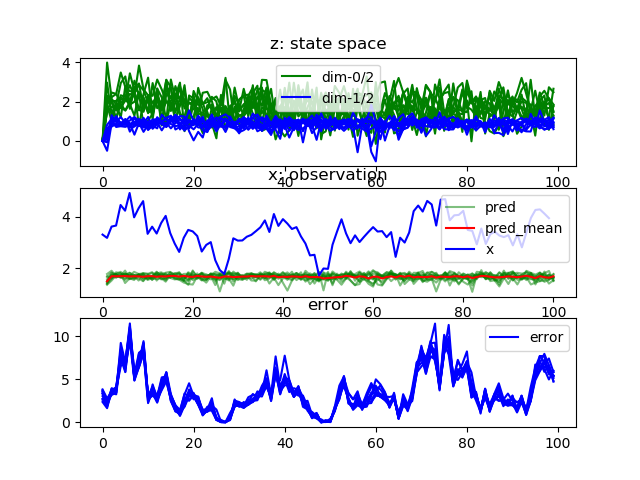 z: state space
4
2
0
dim-0/2
dim-1/2
0 20 40 60 80 100
x: observation
4
2
pred
pred_mean
x
0 20 40 60 80 100
error
10
5
0
error
0 20 40 60 80 100